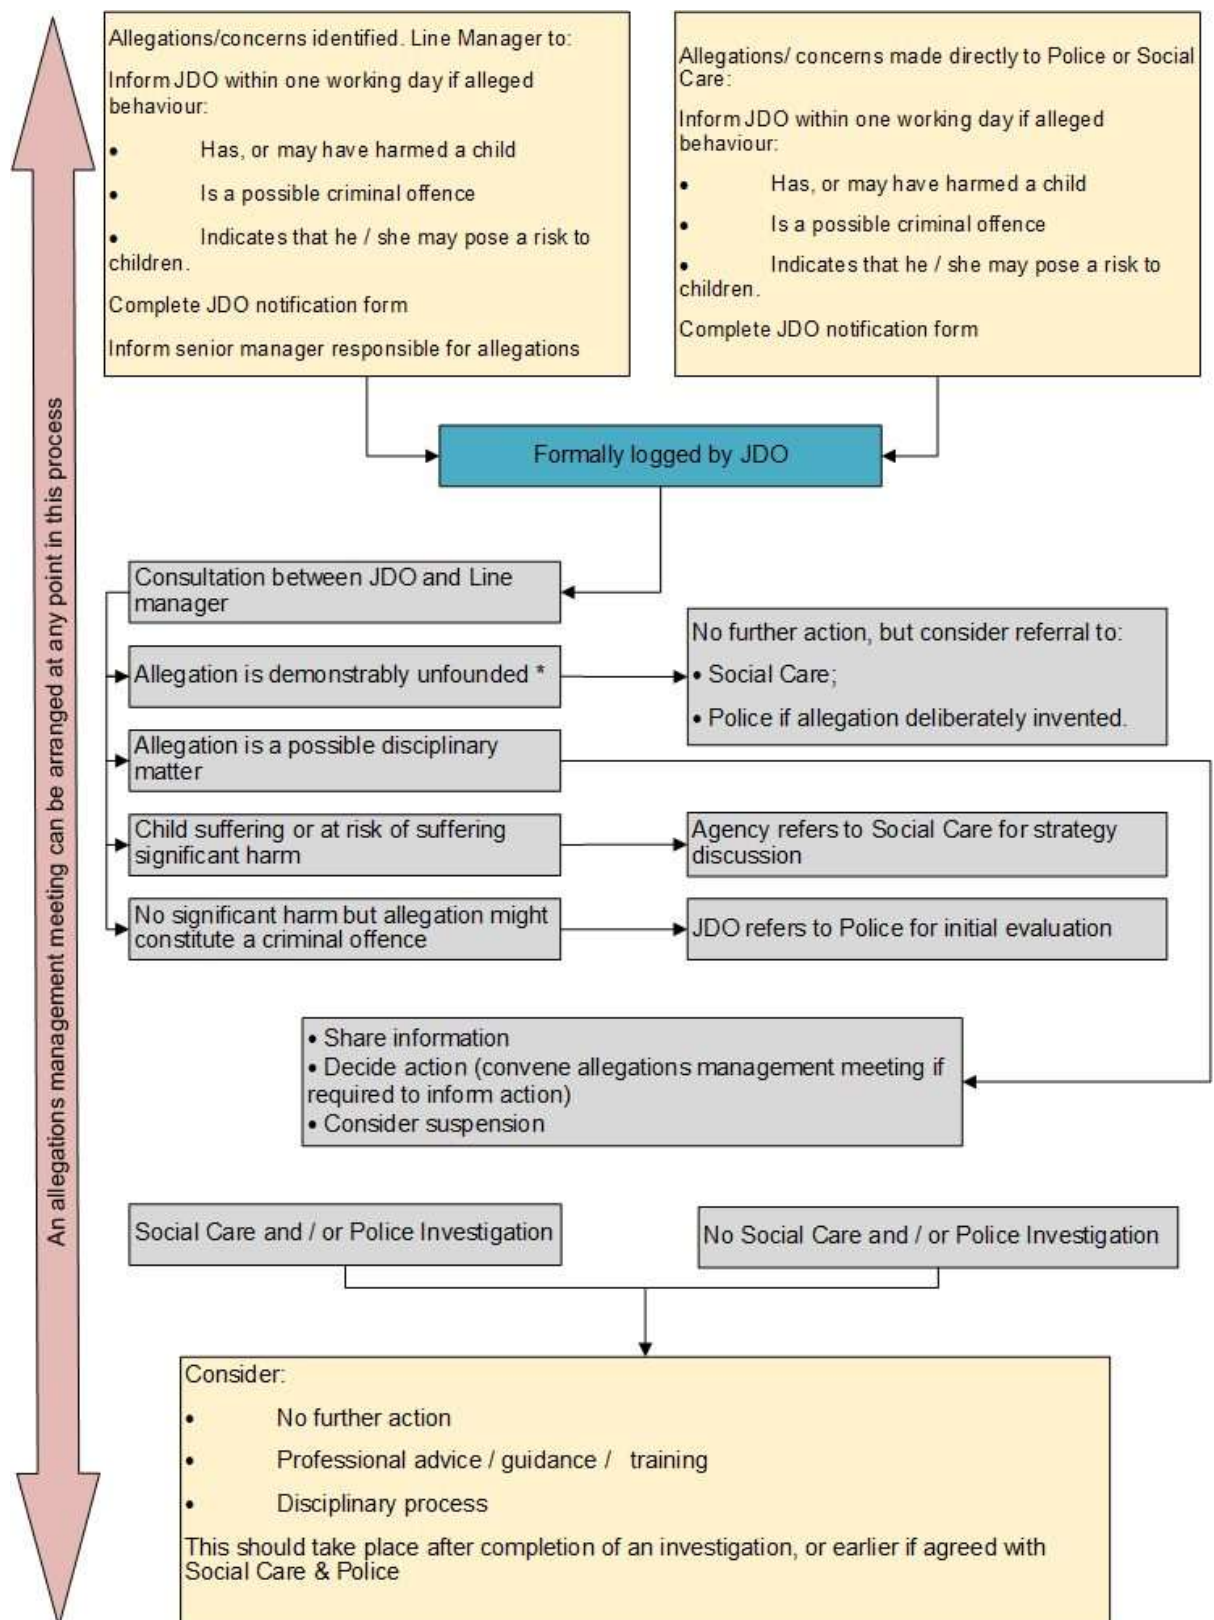 An allegations management meeting can be arranged at any point in this process
Allegations/concerns identified. Line Manager to:
Inform JDO within one working day if alleged
behaviour:
• Has, or may have harmed a child
• Is a possible criminal offence
• Indicates that he / she may pose a risk to
children.
Complete JDO notification form
Inform senior manager responsible for allegations
Allegations/ concerns made directly to Police or Social
Care:
Inform JDO within one working day if alleged
behaviour:
• Has, or may have harmed a child
• Is a possible criminal offence
• Indicates that he / she may pose a risk to
children.
Complete JDO notification form
Formally logged by JDO
Consultation between JDO and Line
manager
Allegation is demonstrably unfounded *
No further action, but consider referral to:
• Social Care;
• Police if allegation deliberately invented.
Allegation is a possible disciplinary
matter
Child suffering or at risk of suffering
significant harm
Agency refers to Social Care for strategy
discussion
No significant harm but allegation might
constitute a criminal offence
JDO refers to Police for initial evaluation
• Share information
• Decide action (convene allegations management meeting if
required to inform action)
• Consider suspension
Social Care and / or Police Investigation
No Social Care and / or Police Investigation
Consider:
• No further action
• Professional advice / guidance / training
• Disciplinary process
This should take place after completion of an investigation, or earlier if agreed with
Social Care & Police